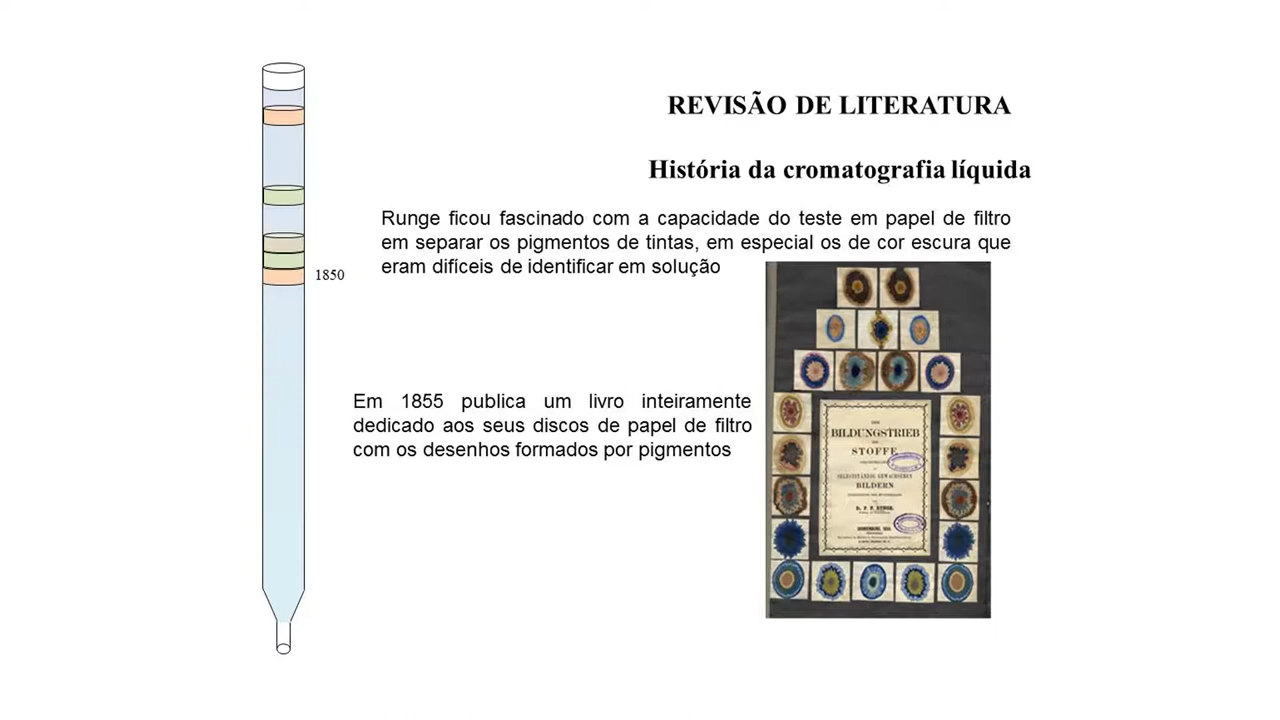 REVISÃO DE LITERATURA
História da cromatografia líquida
Runge ficou fascinado com a capacidade do teste em papel de filtro
em separar os pigmentos de tintas, em especial os de cor escura que
eram difíceis de identificar em solução
1850
Em 1855 publica um livro inteiramente
dedicado aos seus discos de papel de filtro
com os desenhos formados por pigmentos
DER
BILDUNGSTRIEB
DER
STOFFE
SELBSTSTÄNDIG GEWACHSENEN
BILDERN